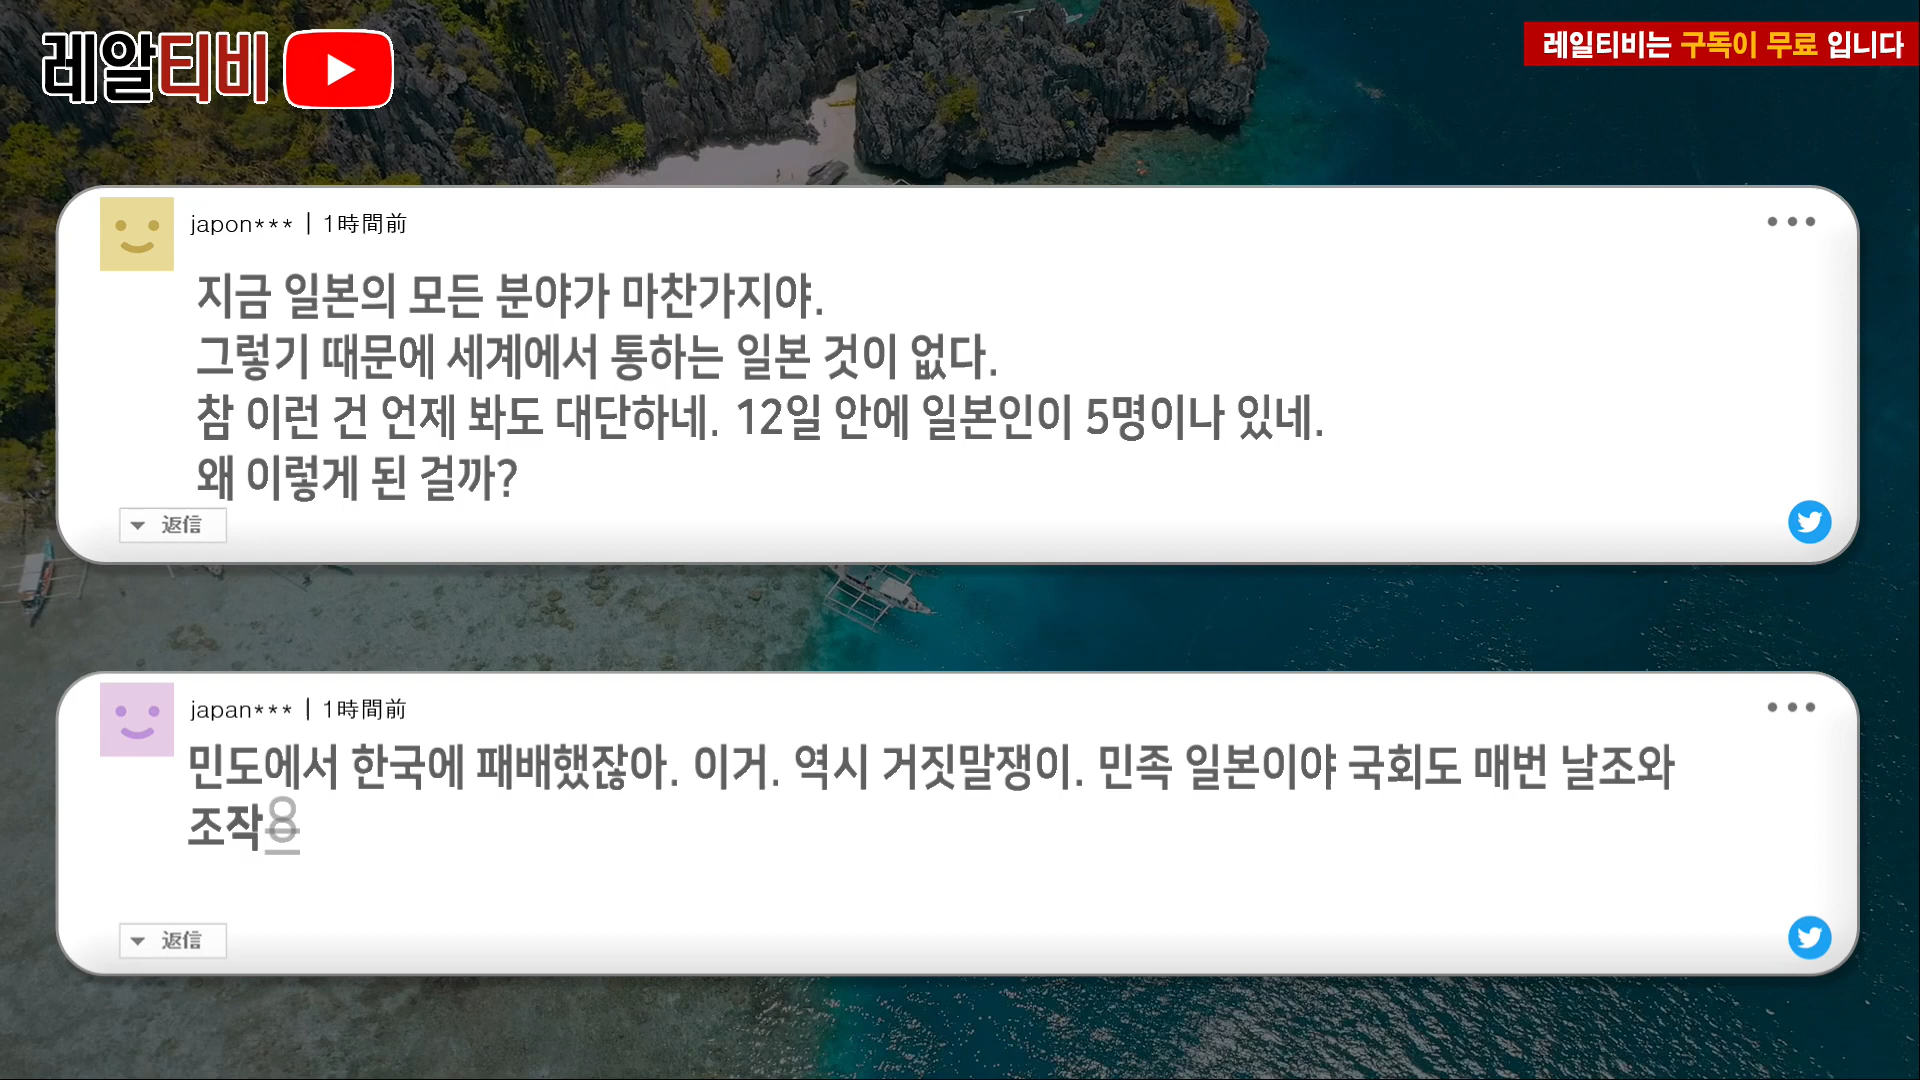 레알티비
레일티비는 구독이 무료 입니다
japon*** | 1時間前
지금 일본의 모든 분야가 마찬가지야.
그렇기 때문에 세계에서 통하는 일본 것이 없다.
참 이런 건 언제 봐도 대단하네. 12일 안에 일본인이 5명이나 있네.
왜 이렇게 된 걸까?
返信
japan*** | 1時間前
민도에서 한국에 패배했잖아. 이거. 역시 거짓말쟁이. 민족 일본이야 국회도 매번 날조와
조작
返信